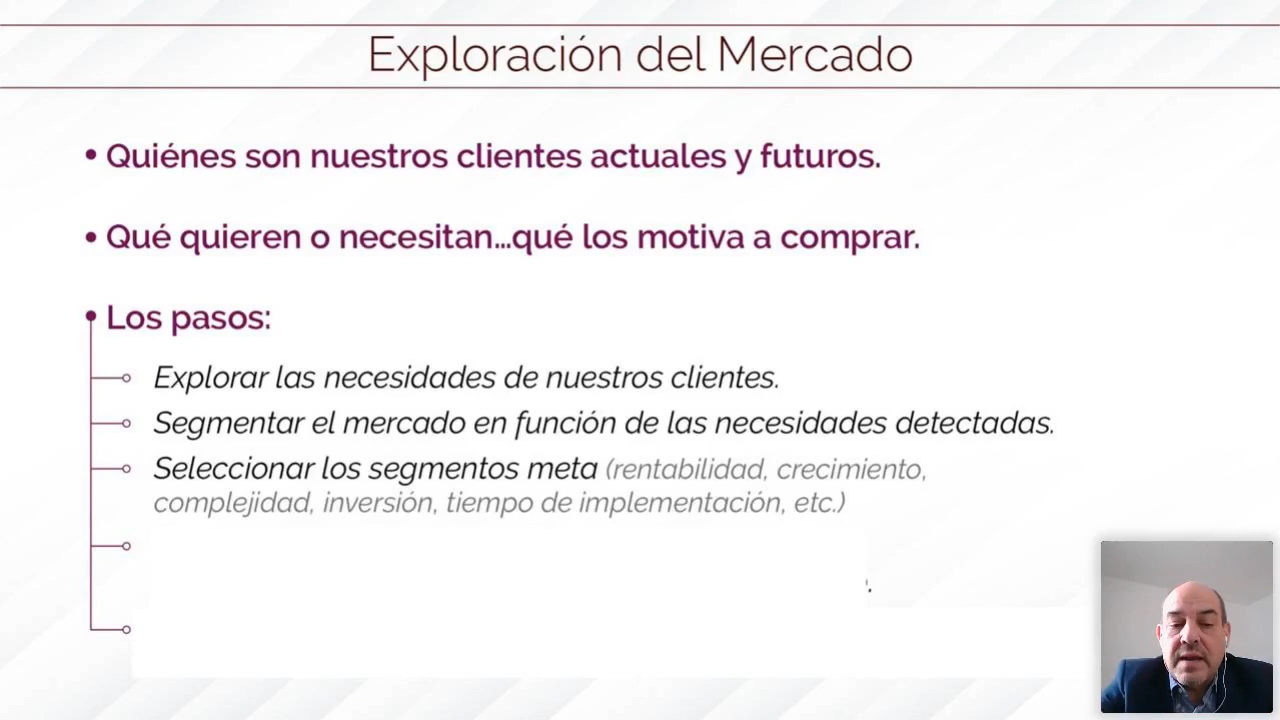 Exploración del Mercado
• Quiénes son nuestros clientes actuales y futuros.
• Qué quieren o necesitan...qué los motiva a comprar.
• Los pasos:
Explorar las necesidades de nuestros clientes.
Segmentar el mercado en función de las necesidades detectadas.
Seleccionar los segmentos meta (rentabilidad, crecimiento,
complejidad, inversión, tiempo de implementación, etc.)